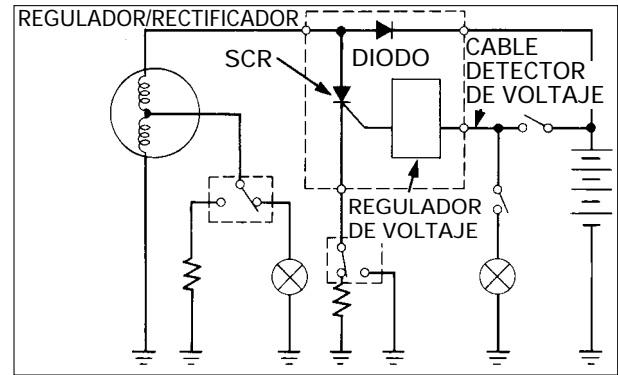 REGULADOR/RECTIFICADOR
SCR
DIODO
CABLE
DETECTOR
DE VOLTAJE
REGULADOR
DE VOLTAJE